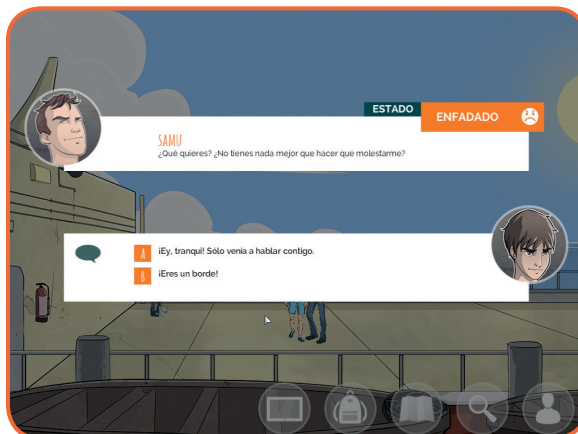 ESTADO
ENFADADO
SAMU
¿Qué quieres? ¿No tienes nada mejor que hacer que molestarme?
A
¡Ey, tranqui! Sólo venía a hablar contigo.
B
¡Eres un borde!